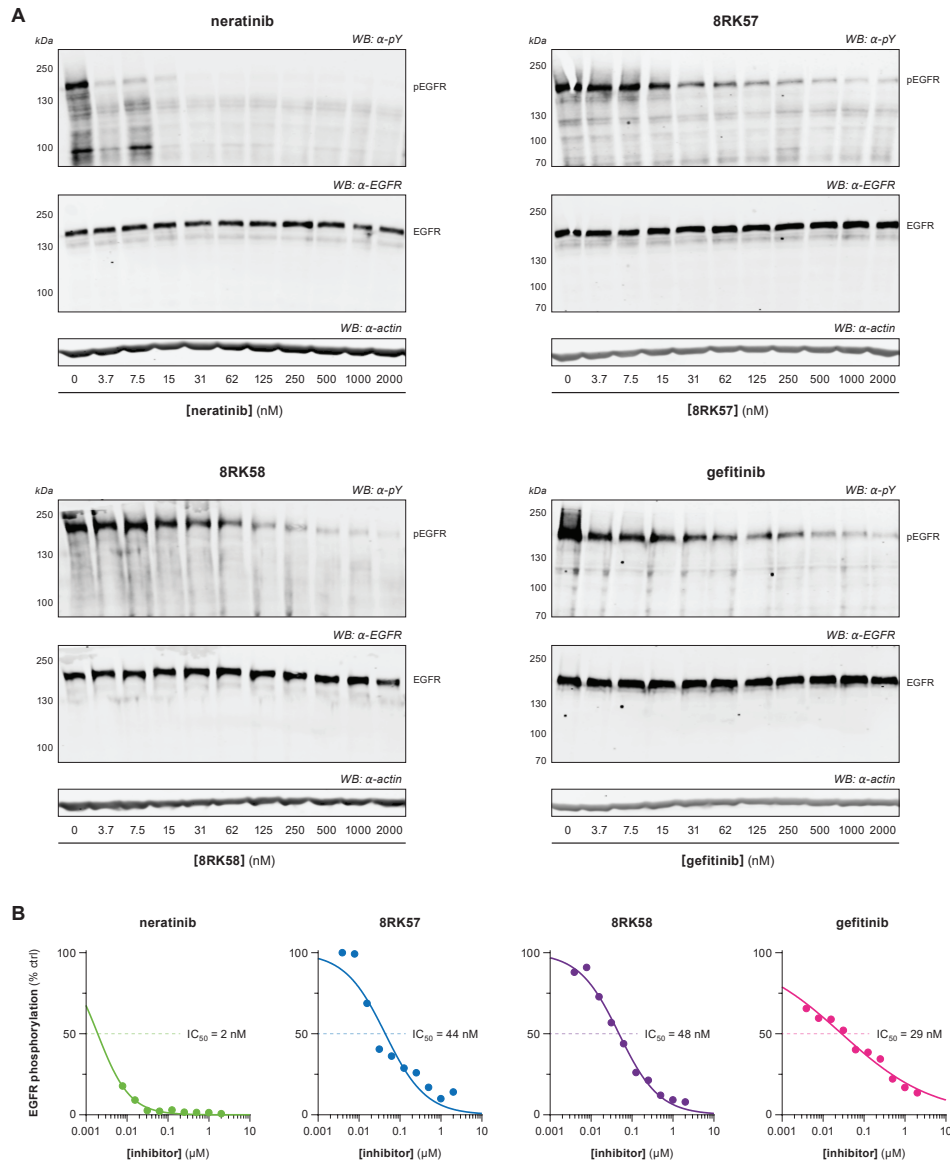 A
neratinib
kDa
WB: α-pY
250
130
100
pEGFR
WB: α-EGFR
250
130
100
EGFR
WB: α-actin
0 3.7 7.5 15 31 62 125 250 500 1000 2000
[neratinib] (nM)
8RK57
kDa
WB: α-pY
250
130
100
70
pEGFR
WB: α-EGFR
250
130
100
70
EGFR
WB: α-actin
0 3.7 7.5 15 31 62 125 250 500 1000 2000
[8RK57] (nM)
8RK58
kDa
WB: α-pY
250
130
100
pEGFR
WB: α-EGFR
250
130
100
EGFR
WB: α-actin
0 3.7 7.5 15 31 62 125 250 500 1000 2000
[8RK58] (nM)
gefitinib
kDa
WB: α-pY
250
130
100
70
pEGFR
WB: α-EGFR
250
130
100
70
EGFR
WB: α-actin
0 3.7 7.5 15 31 62 125 250 500 1000 2000
[gefitinib] (nM)
B
neratinib
EGFR phosphorylation (% ctrl)
100
50
0
IC50 = 2 nM
0.001 0.01 0.1 1 10
[inhibitor] (μM)
8RK57
100
50
0
IC50 = 44 nM
0.001 0.01 0.1 1 10
[inhibitor] (μM)
8RK58
100
50
0
IC50 = 48 nM
0.001 0.01 0.1 1 10
[inhibitor] (μM)
gefitinib
100
50
0
IC50 = 29 nM
0.001 0.01 0.1 1 10
[inhibitor] (μM)